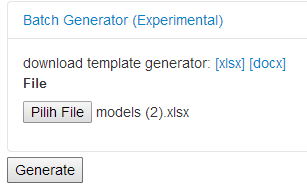 Batch Generator (Experimental)
download template generator: [xlsx] [docx]
File
Pilih File models (2).xlsx
Generate